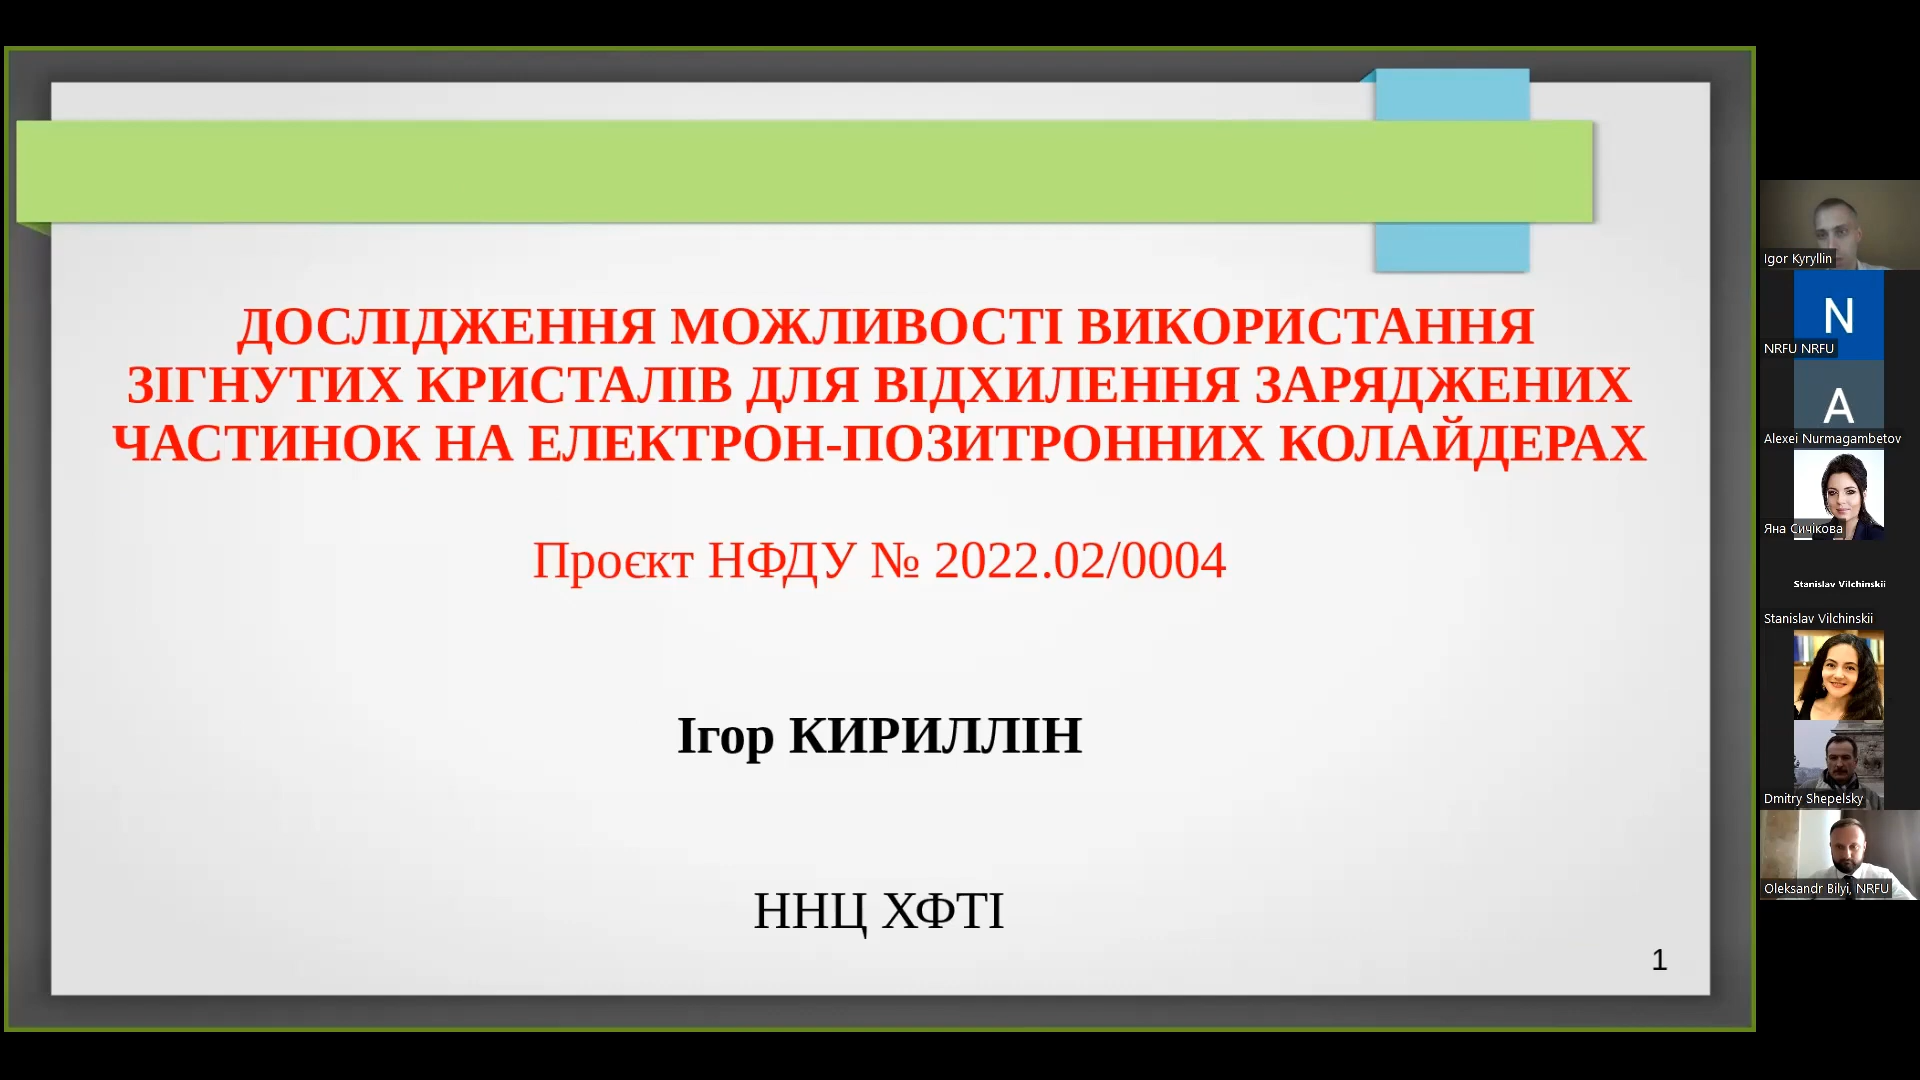 ДОСЛІДЖЕННЯ МОЖЛИВОСТІ ВИКОРИСТАННЯ
ЗІГНУТИХ КРИСТАЛІВ ДЛЯ ВІДХИЛЕННЯ ЗАРЯДЖЕНИХ
ЧАСТИНОК НА ЕЛЕКТРОН-ПОЗИТРОННИХ КОЛАЙДЕРАХ
Проєкт НФДУ № 2022.02/0004
Ігор КИРИЛЛІН
ННЦ ХФТІ
1
Igor Kyryllin
N
NRFU NRFU
A
Alexei Nurmagambetov
Яна Сичікова
Stanislav Vilchinskii
Stanislav Vilchinskii
Dmitry Shepelsky
Oleksandr Bilyi, NRFU